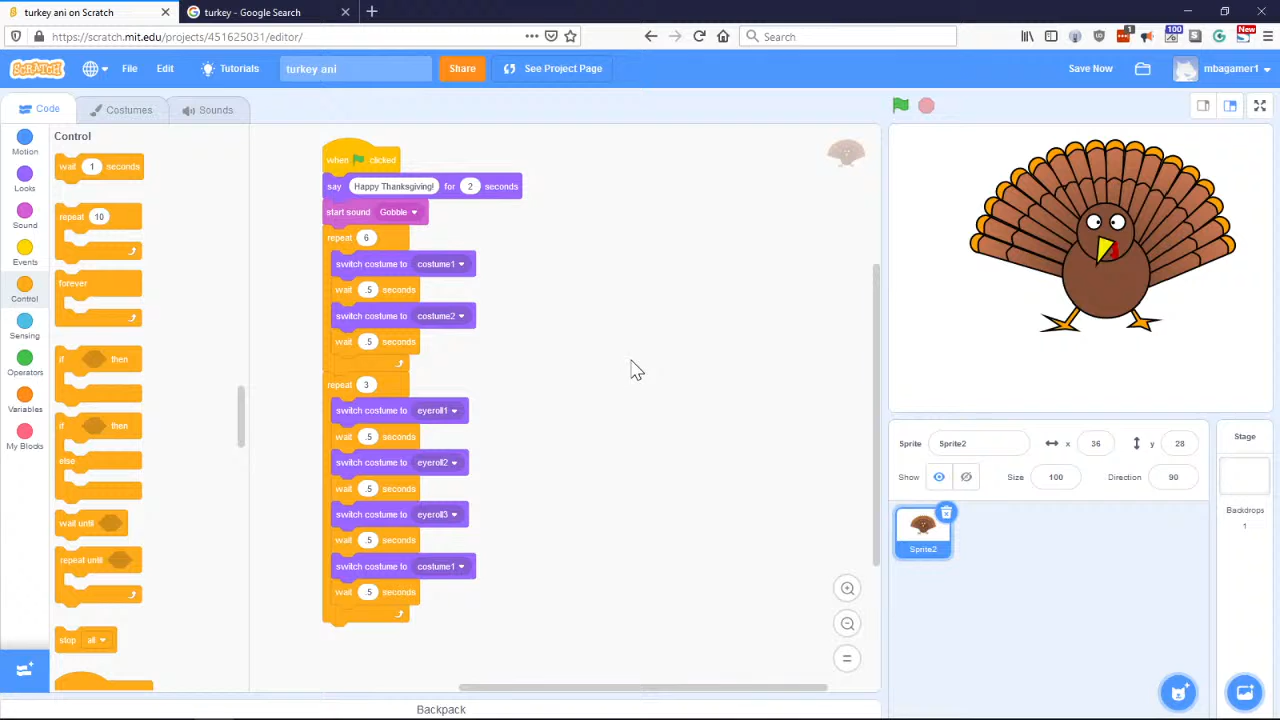 turkey ani on Scratch
turkey - Google Search
https://scratch.mit.edu/projects/451625031/editor/
Search
1
100
New
SCRATCH
File
Edit
Tutorials
turkey ani
Share
See Project Page
Save Now
mbagamer1
Code
Costumes
Sounds
Motion
Looks
Sound
Events
Control
Sensing
Operators
Variables
My Blocks
Control
wait 1 seconds
repeat 10
forever
if then
if then
else
wait until
repeat until
stop all
when clicked
say Happy Thanksgiving! for 2 seconds
start sound Gobble
repeat 6
switch costume to costume1
wait .5 seconds
switch costume to costume2
wait .5 seconds
repeat 3
switch costume to eyeroll1
wait .5 seconds
switch costume to eyeroll2
wait .5 seconds
switch costume to eyeroll3
wait .5 seconds
switch costume to costume1
wait .5 seconds
Backpack
Sprite Sprite2 x 36 y 28
Show Size 100 Direction 90
Sprite2
Stage
Backdrops
1